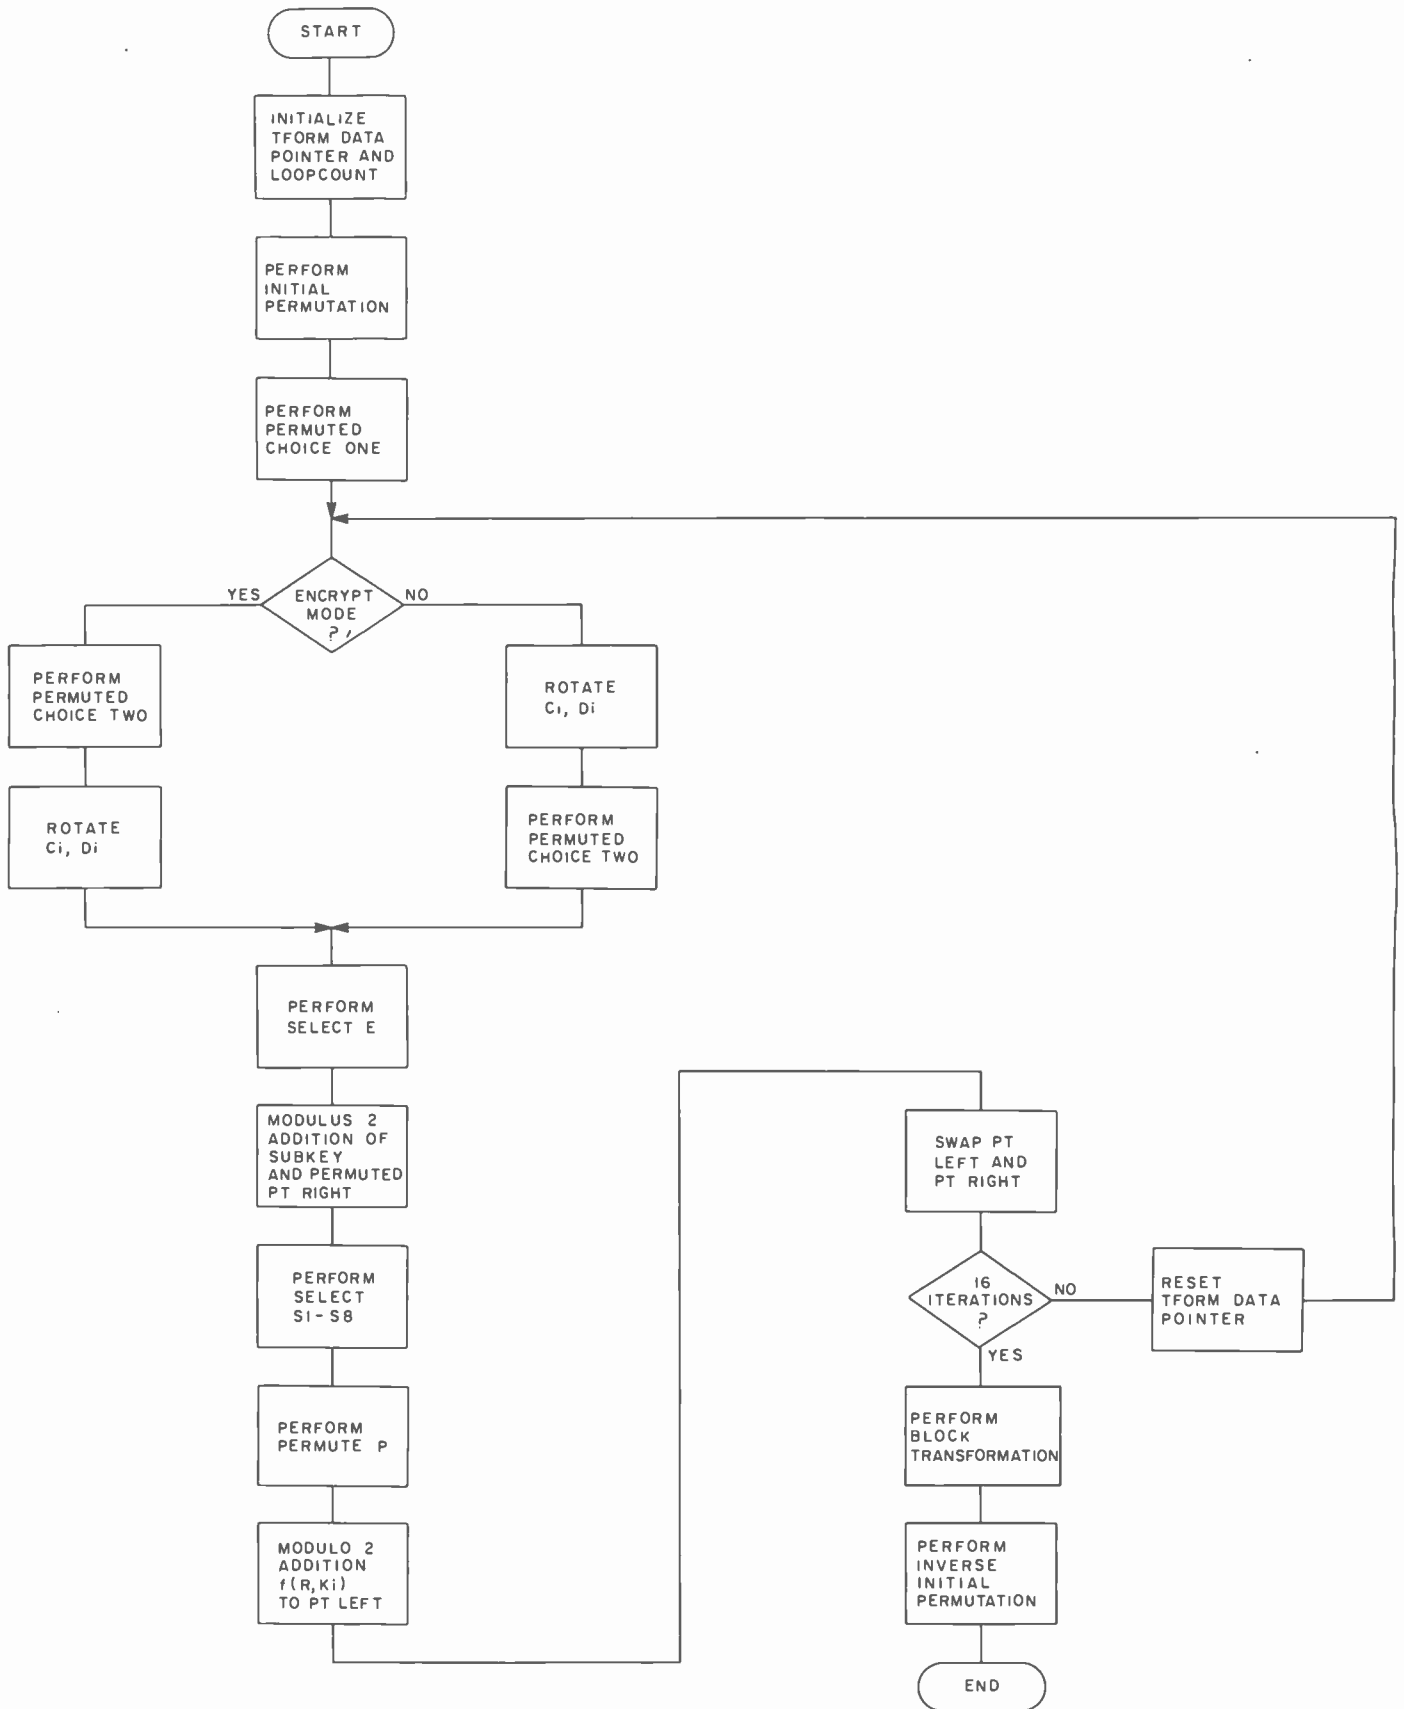 START
INITIALIZE
TFORM DATA
POINTER AND
LOOPCOUNT
PERFORM
INITIAL
PERMUTATION
PERFORM
PERMUTED
CHOICE ONE
YES
ENCRYPT
MODE
?
NO
PERFORM
PERMUTED
CHOICE TWO
ROTATE
Ci, Di
ROTATE
Ci, Di
PERFORM
PERMUTED
CHOICE TWO
PERFORM
SELECT E
MODULUS 2
ADDITION OF
SUBKEY
AND PERMUTED
PT RIGHT
PERFORM
SELECT
S1-S8
PERFORM
PERMUTE P
MODULO 2
ADDITION
f(R,Ki)
TO PT LEFT
SWAP PT
LEFT AND
PT RIGHT
16
ITERATIONS
?
NO
RESET
TFORM DATA
POINTER
YES
PERFORM
BLOCK
TRANSFORMATION
PERFORM
INVERSE
INITIAL
PERMUTATION
END